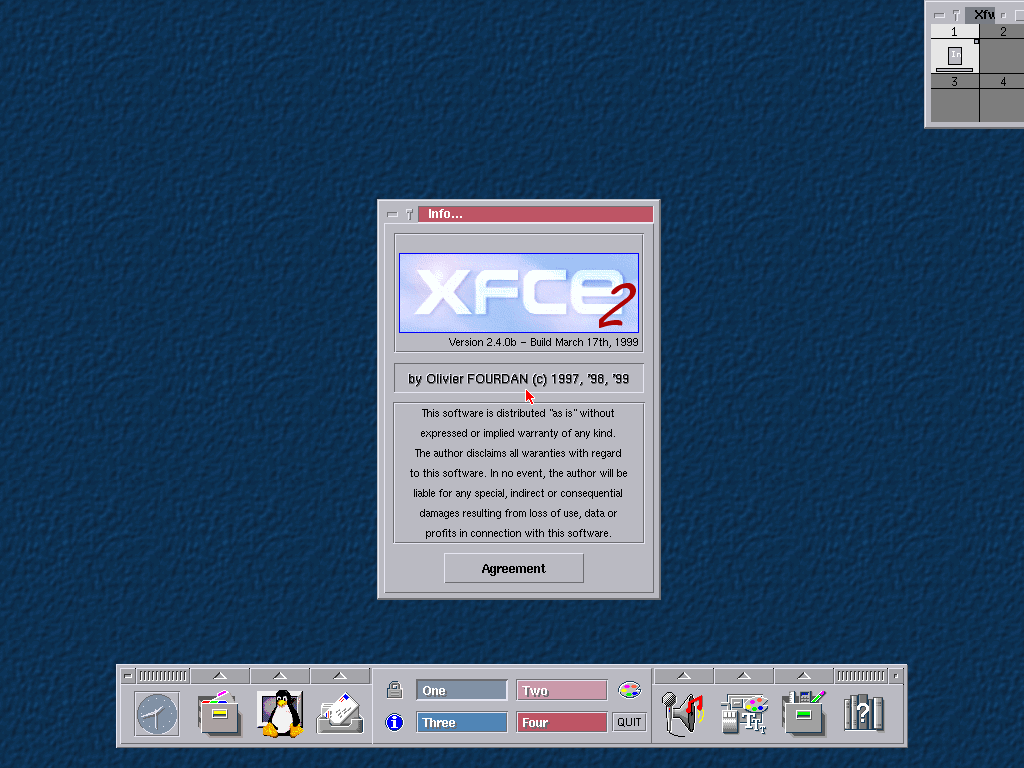 Xfw
1 2
In
3 4
Info...
XFCE 2
Version 2.4.0b - Build March 17th, 1999
by Olivier FOURDAN (c) 1997, '98, '99
This software is distributed "as is" without
expressed or implied warranty of any kind.
The author disclaims all waranties with regard
to this software. In no event, the author will be
liable for any special, indirect or consequential
damages resulting from loss of use, data or
profits in connection with this software.
Agreement
One Two
Three Four QUIT